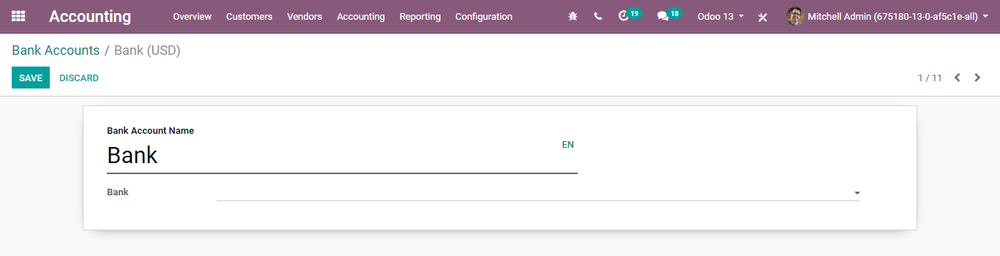 Accounting Overview Customers Vendors Accounting Reporting Configuration 19 18 Odoo 13 Mitchell Admin (675180-13-0-af5c1e-all)
Bank Accounts / Bank (USD)
SAVE DISCARD 1 / 11
Bank Account Name
Bank EN
Bank